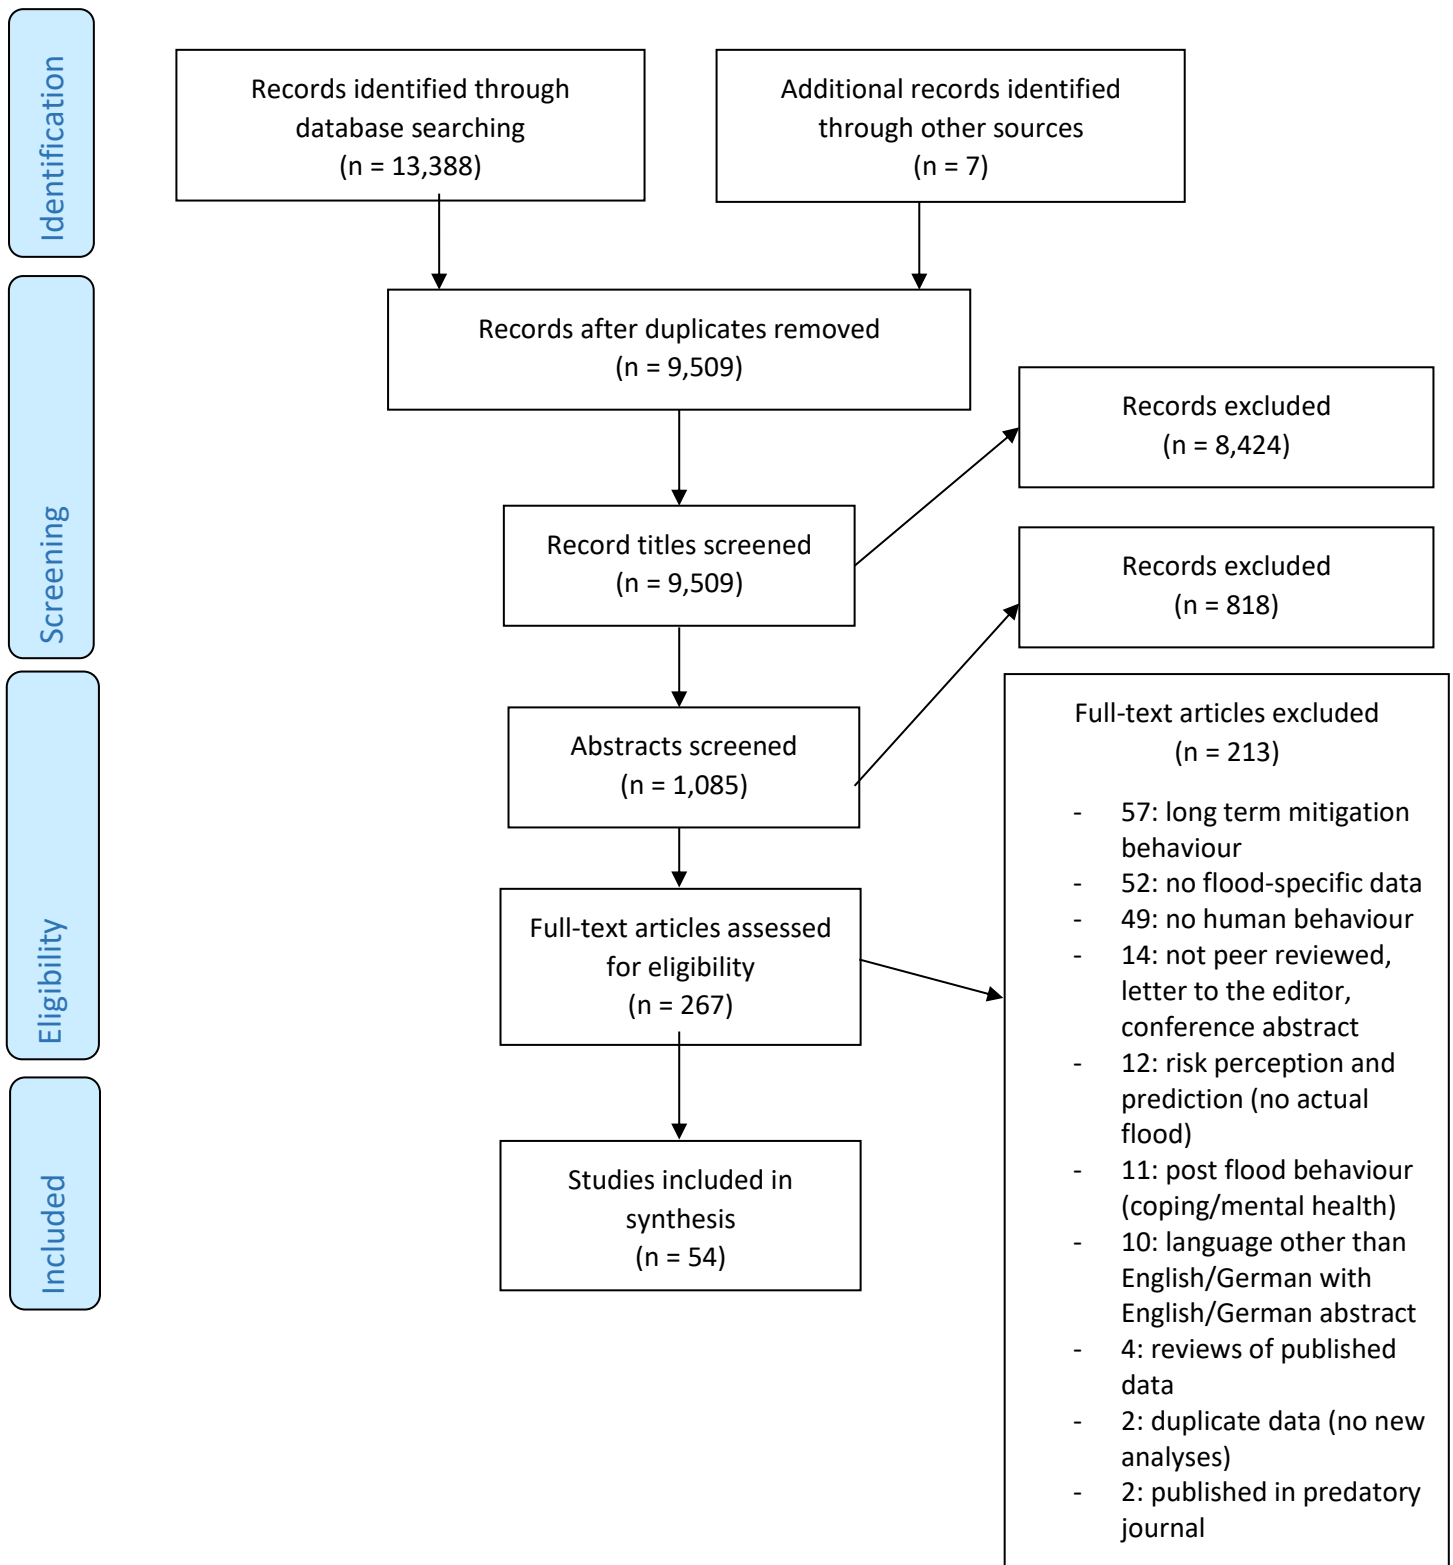 Identification
Records identified through
database searching
(n = 13,388)
Additional records identified
through other sources
(n = 7)
Screening
Records after duplicates removed
(n = 9,509)
Record titles screened
(n = 9,509)
Records excluded
(n = 8,424)
Abstracts screened
(n = 1,085)
Records excluded
(n = 818)
Eligibility
Full-text articles assessed
for eligibility
(n = 267)
Full-text articles excluded
(n = 213)
- 57: long term mitigation
behaviour
- 52: no flood-specific data
- 49: no human behaviour
- 14: not peer reviewed,
letter to the editor,
conference abstract
- 12: risk perception and
prediction (no actual
flood)
- 11: post flood behaviour
(coping/mental health)
- 10: language other than
English/German with
English/German abstract
- 4: reviews of published
data
- 2: duplicate data (no new
analyses)
- 2: published in predatory
journal
Included
Studies included in
synthesis
(n = 54)